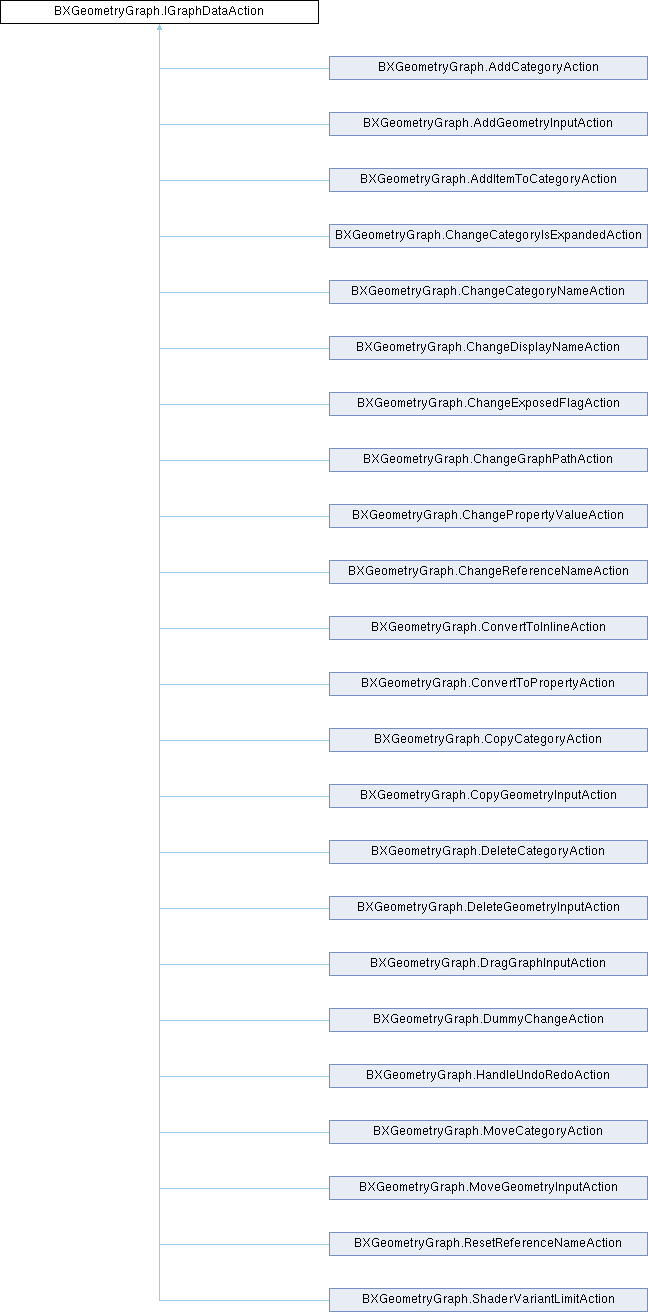 BXGeometryGraph.IGraphDataAction
BXGeometryGraph.AddCategoryAction
BXGeometryGraph.AddGeometryInputAction
BXGeometryGraph.AddItemToCategoryAction
BXGeometryGraph.ChangeCategoryIsExpandedAction
BXGeometryGraph.ChangeCategoryNameAction
BXGeometryGraph.ChangeDisplayNameAction
BXGeometryGraph.ChangeExposedFlagAction
BXGeometryGraph.ChangeGraphPathAction
BXGeometryGraph.ChangePropertyValueAction
BXGeometryGraph.ChangeReferenceNameAction
BXGeometryGraph.ConvertToInlineAction
BXGeometryGraph.ConvertToPropertyAction
BXGeometryGraph.CopyCategoryAction
BXGeometryGraph.CopyGeometryInputAction
BXGeometryGraph.DeleteCategoryAction
BXGeometryGraph.DeleteGeometryInputAction
BXGeometryGraph.DragGraphInputAction
BXGeometryGraph.DummyChangeAction
BXGeometryGraph.HandleUndoRedoAction
BXGeometryGraph.MoveCategoryAction
BXGeometryGraph.MoveGeometryInputAction
BXGeometryGraph.ResetReferenceNameAction
BXGeometryGraph.ShaderVariantLimitAction